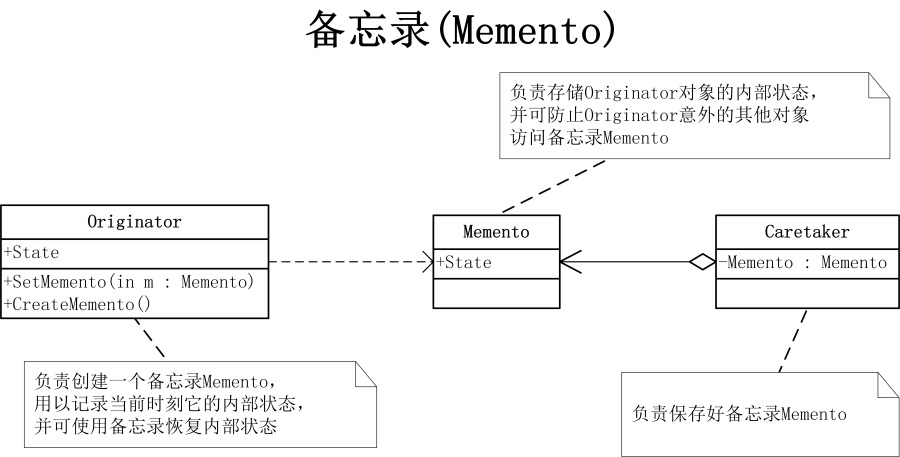 备忘录(Memento)
负责存储Originator对象的内部状态，
并可防止Originator意外的其他对象
访问备忘录Memento
Originator
+State
+SetMemento(in m : Memento)
+CreateMemento()
Memento
+State
Caretaker
-Memento : Memento
负责创建一个备忘录Memento，
用以记录当前时刻它的内部状态，
并可使用备忘录恢复内部状态
负责保存好备忘录Memento